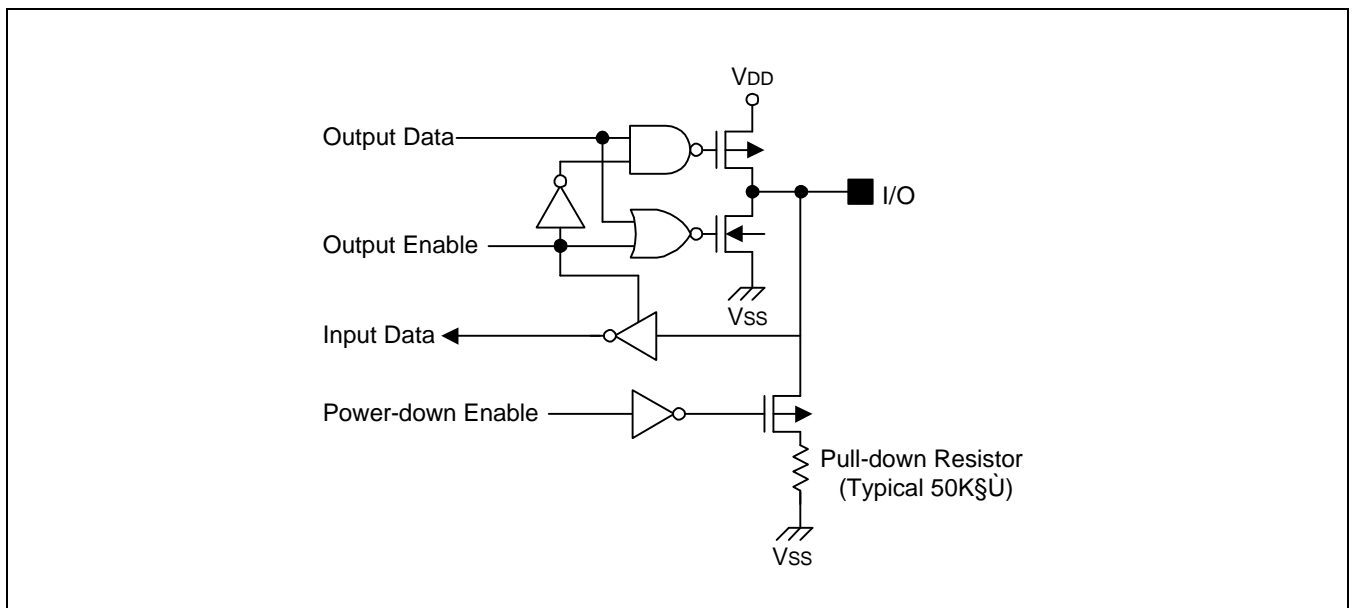 VDD
Output Data
I/O
Output Enable
VSS
Input Data
Power-down Enable
Pull-down Resistor
(Typical 50K§Ù)
VSS